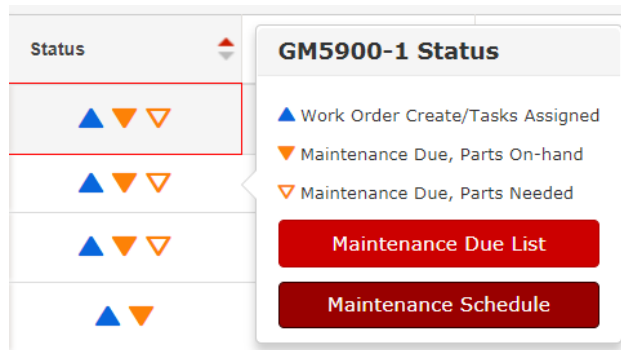 Status
GM5900-1 Status
Work Order Create/Tasks Assigned
Maintenance Due, Parts On-hand
Maintenance Due, Parts Needed
Maintenance Due List
Maintenance Schedule